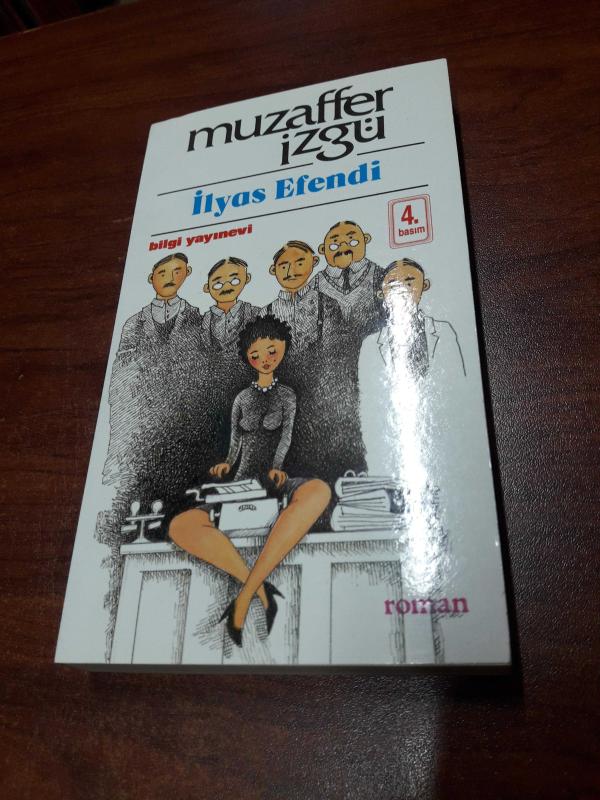 muzaffer
izgü
İlyas Efendi
bilgi yayınevi
4.
basım
roman